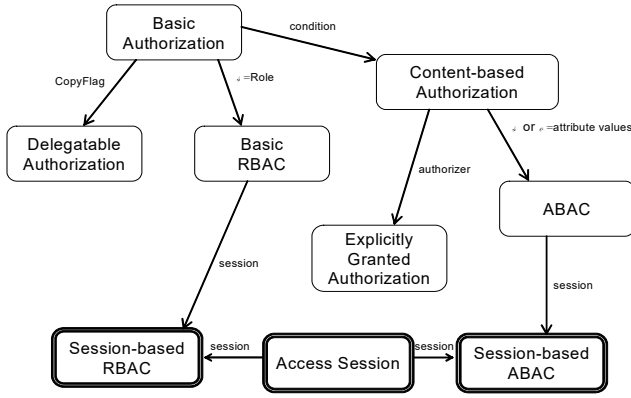 Basic
Authorization
condition
CopyFlag
=Role
Content-based
Authorization
Delegatable
Authorization
Basic
RBAC
or
=attribute values
authorizer
ABAC
Explicitly
Granted
Authorization
session
session
Session-based
RBAC
session
Access Session
session
Session-based
ABAC